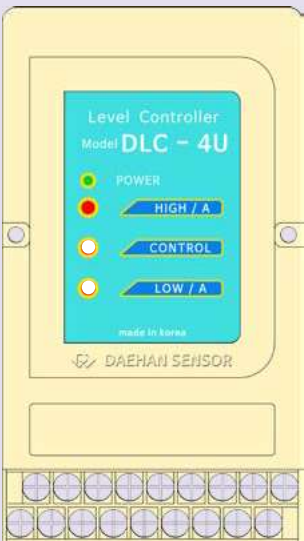 Level Controller
Model DLC - 4U
POWER
HIGH / A
CONTROL
LOW / A
made in korea
DAEHAN SENSOR